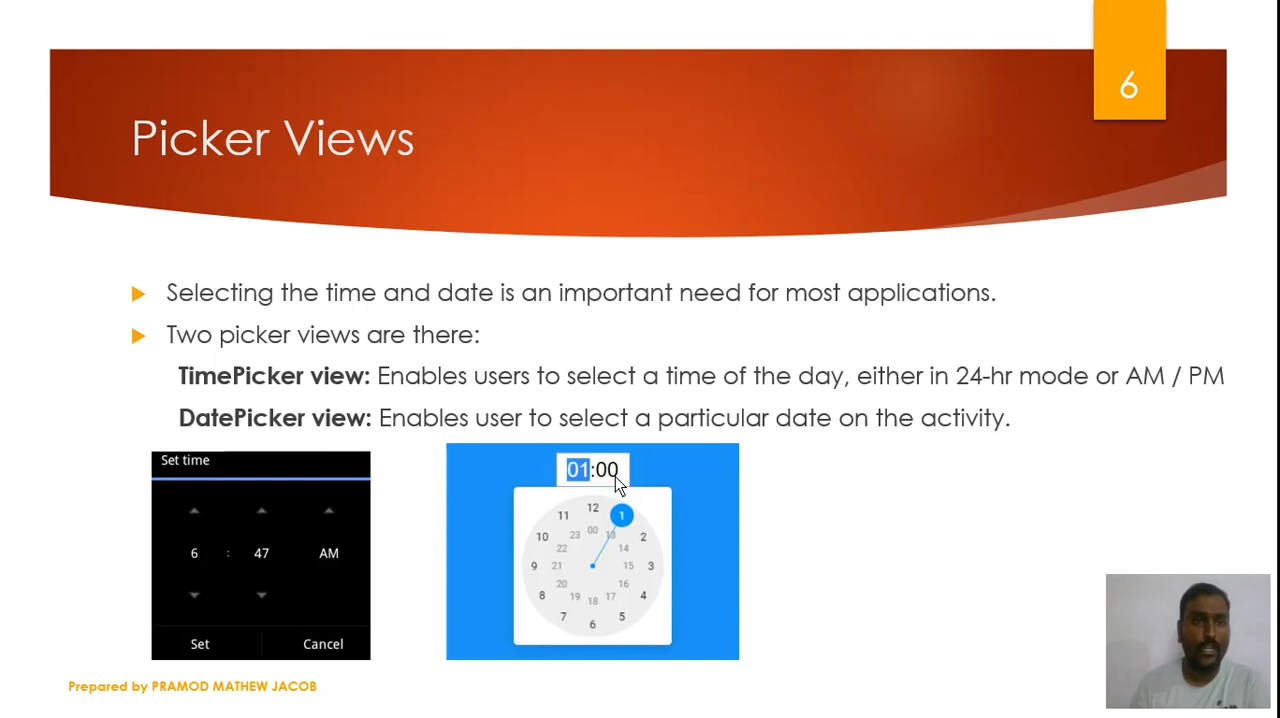 6
Picker Views
Selecting the time and date is an important need for most applications.
Two picker views are there:
TimePicker view: Enables users to select a time of the day, either in 24-hr mode or AM / PM
DatePicker view: Enables user to select a particular date on the activity.
Set time
6 : 47 AM
Set Cancel
01:00
12
11 1
23 00 13
10 2
22 14
9 21 15 3
20 16
8 4
19 18 17
7 5
6
Prepared by PRAMOD MATHEW JACOB